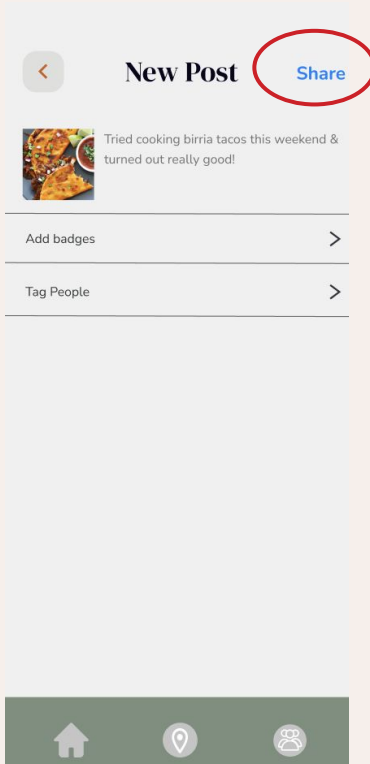 New Post
Share
Tried cooking birria tacos this weekend &
turned out really good!
Add badges
Tag People